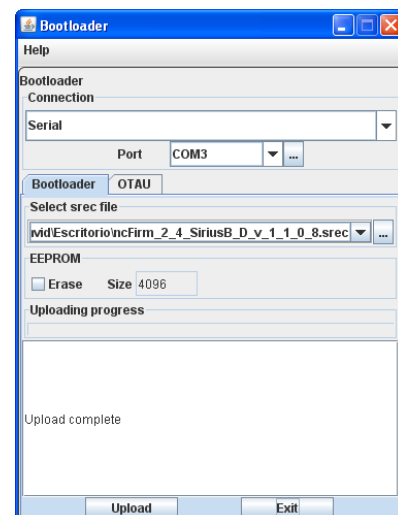 Bootloader
Help
Bootloader
Connection
Serial
Port COM3 ...
Bootloader OTAU
Select srec file
vid\Escritorio\ncFirm_2_4_SiriusB_D_v_1_1_0_8.srec ...
EEPROM
Erase Size 4096
Uploading progress
Upload complete
Upload Exit